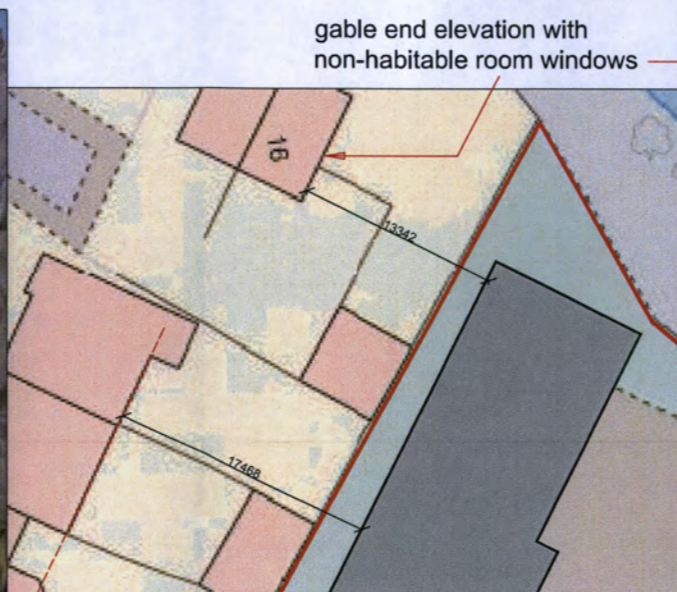 gable end elevation with
non-habitable room windows
16
13342
17468